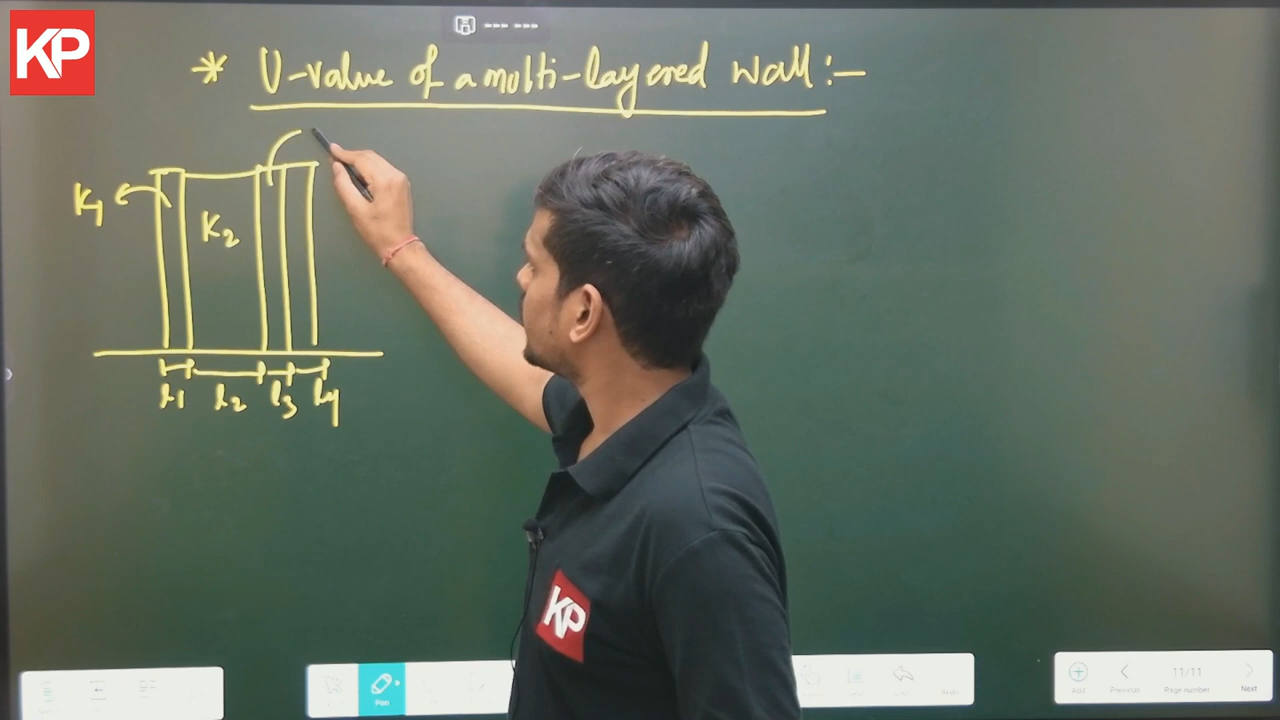 KP
* U-value of a multi-layered wall:-
K1
K2
l1 l2 l3 l4
KP
Pen
Add
Previous
11/11
Page number
Next